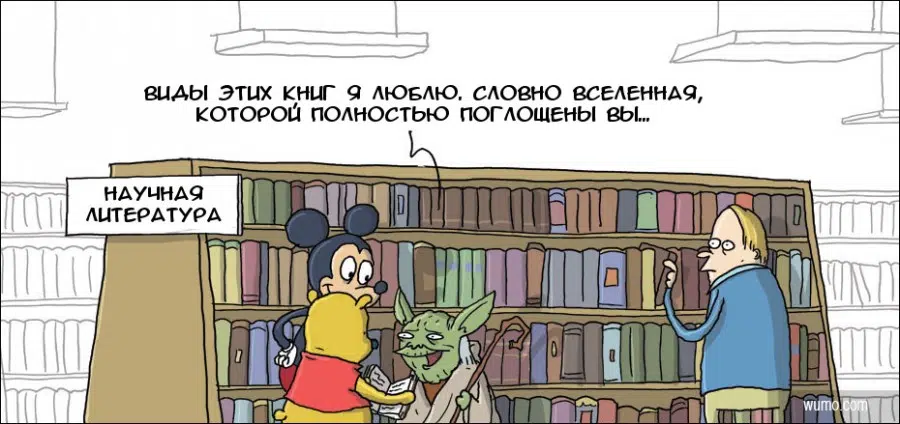 ВИДЫ ЭТИХ КНИГ Я ЛЮБЛЮ. СЛОВНО ВСЕЛЕННАЯ,
КОТОРОЙ ПОЛНОСТЬЮ ПОГЛОЩЕНЫ ВЫ...
НАУЧНАЯ
ЛИТЕРАТУРА
wumo.com